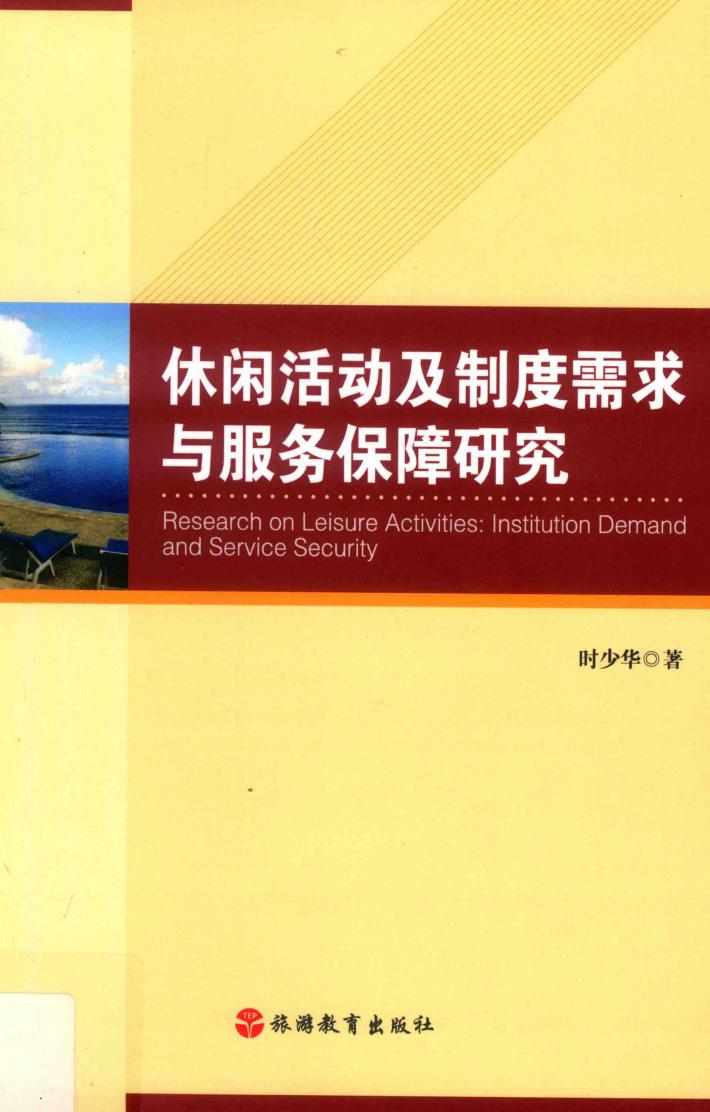 休闲活动及制度需求
与服务保障研究
Research on Leisure Activities: Institution Demand
and Service Security
时少华◎著
TEP
旅游教育出版社